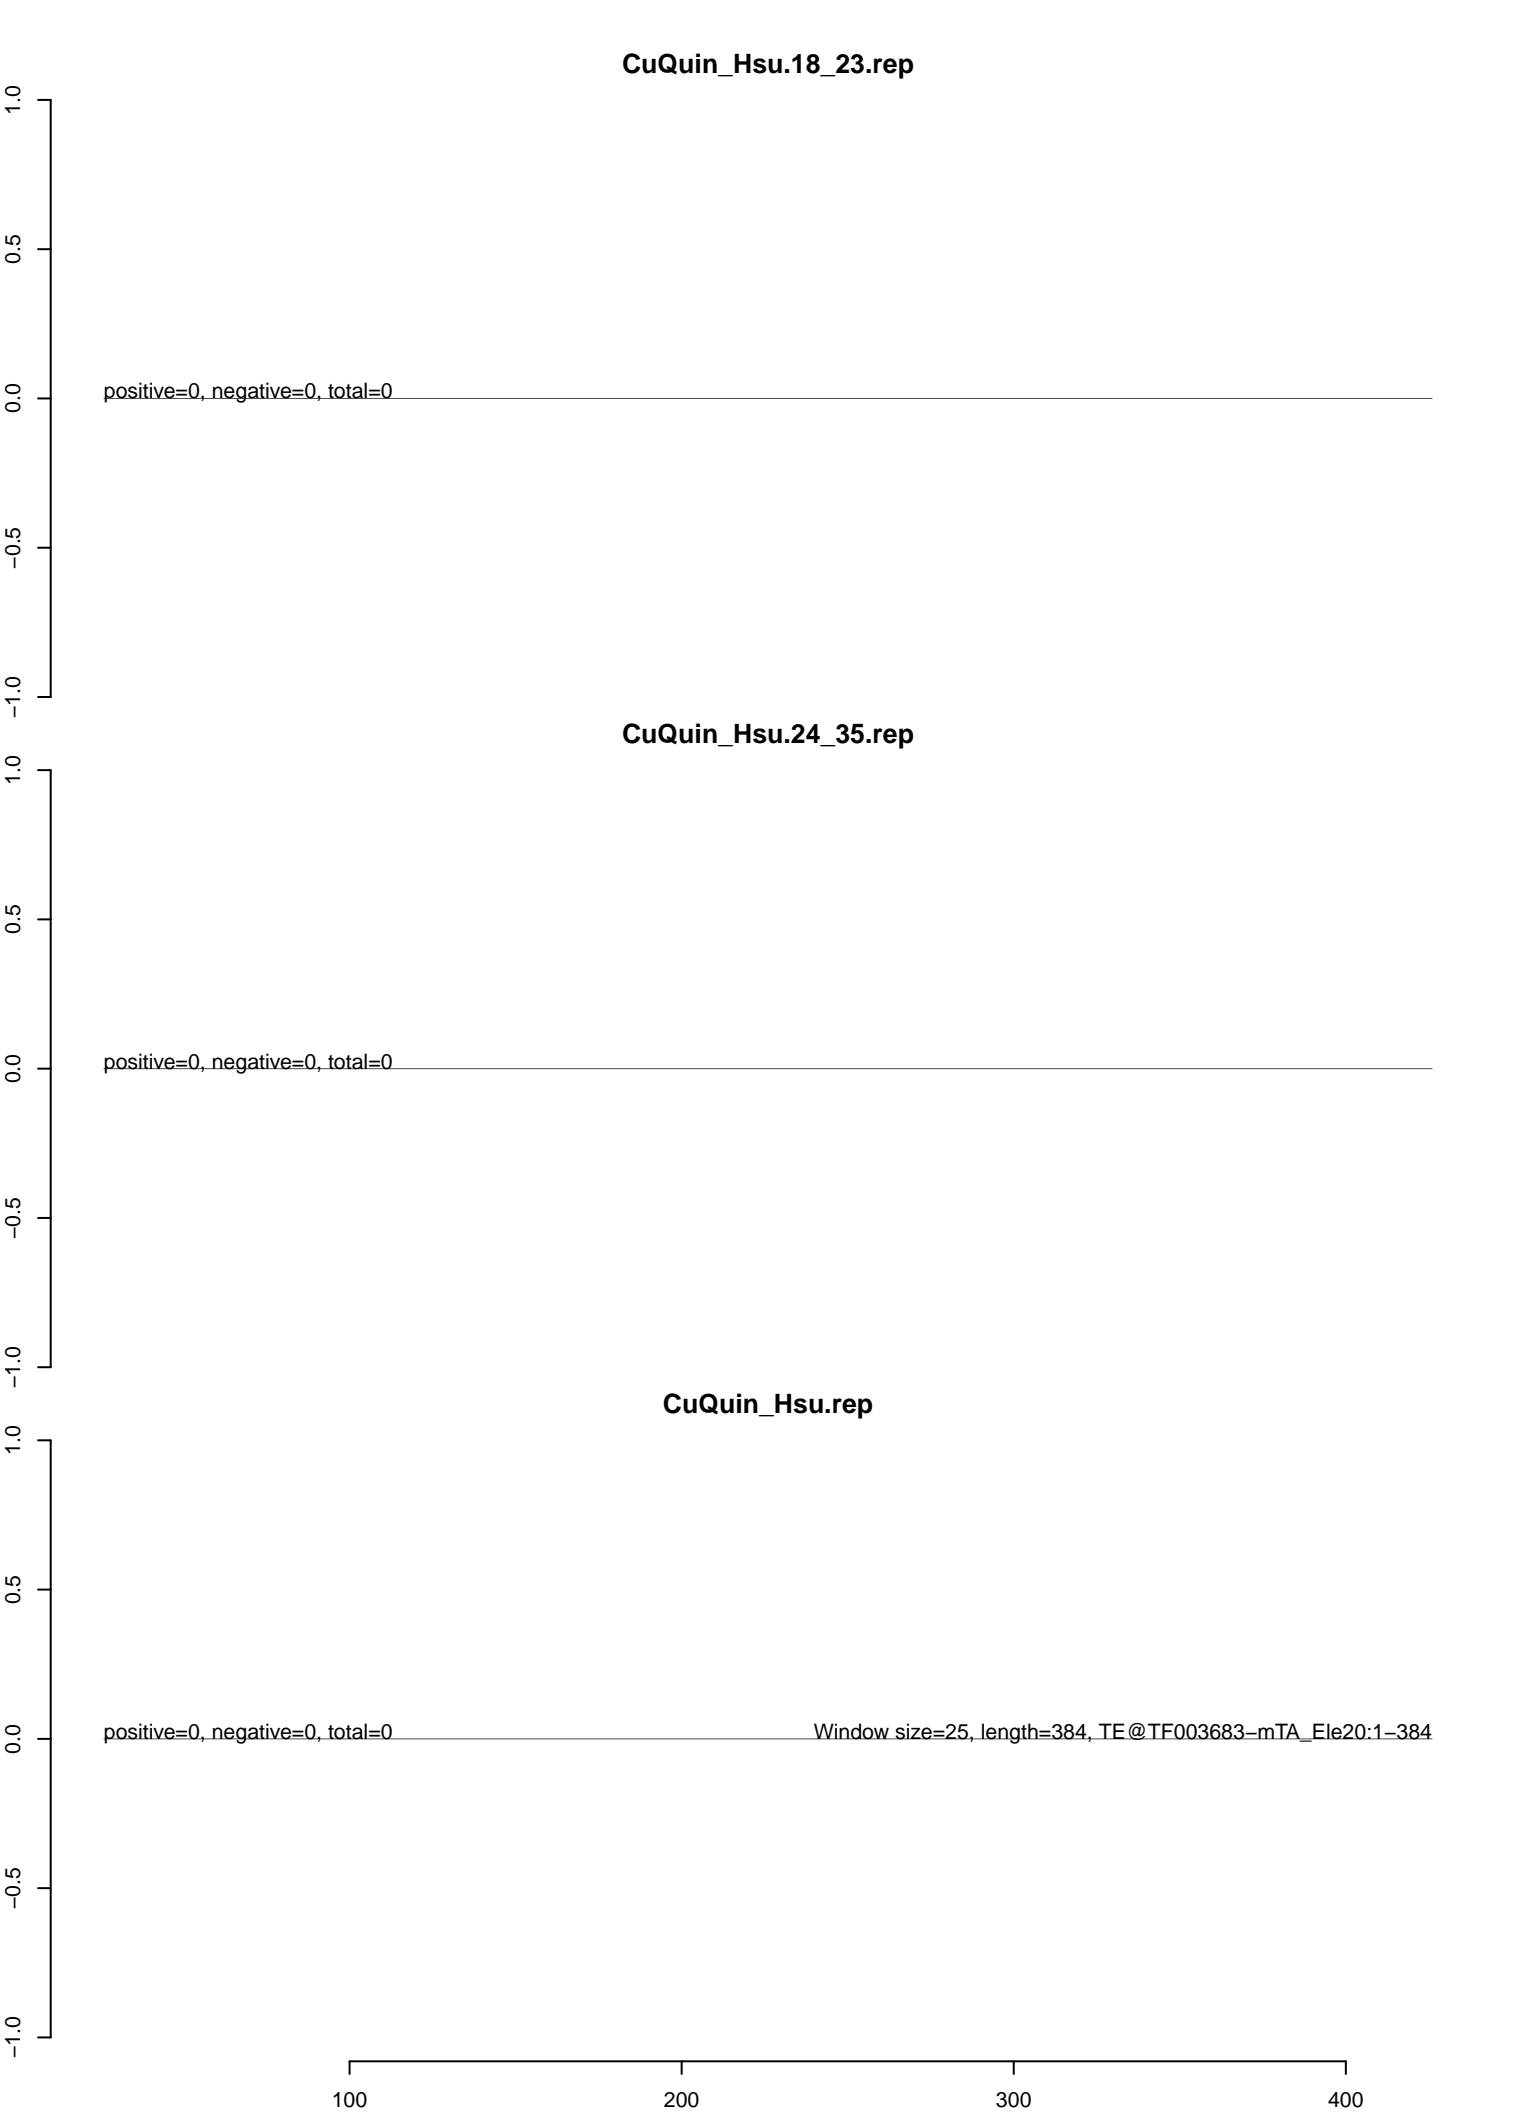 CuQuin_Hsu.18_23.rep
1.0
0.5
0.0
−0.5
−1.0
positive=0, negative=0, total=0
CuQuin_Hsu.24_35.rep
1.0
0.5
0.0
−0.5
−1.0
positive=0, negative=0, total=0
CuQuin_Hsu.rep
1.0
0.5
0.0
−0.5
−1.0
positive=0, negative=0, total=0
Window size=25, length=384, TE@TF003683−mTA_Ele20:1−384
100 200 300 400